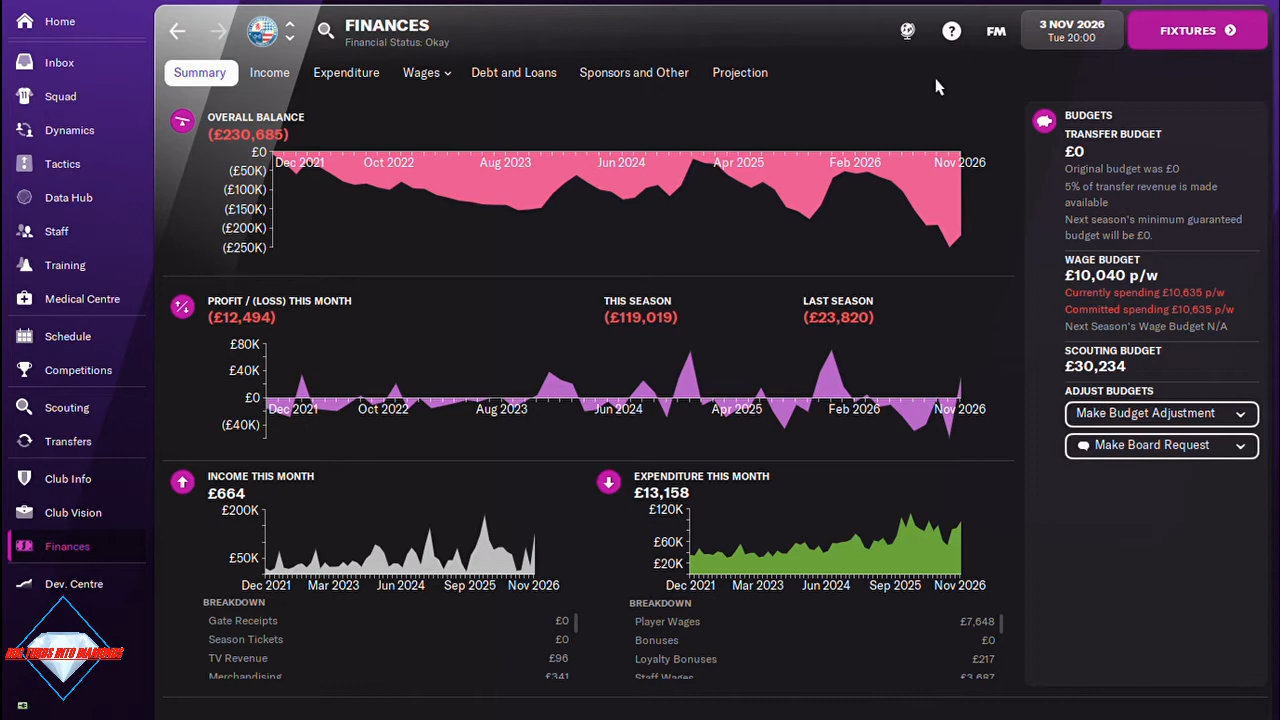 Home
Inbox
Squad
Dynamics
Tactics
Data Hub
Staff
Training
Medical Centre
Schedule
Competitions
Scouting
Transfers
Club Info
Club Vision
Finances
Dev. Centre
FINANCES
Financial Status: Okay
?
FM
3 NOV 2026
Tue 20:00
FIXTURES
Summary
Income
Expenditure
Wages
Debt and Loans
Sponsors and Other
Projection
OVERALL BALANCE
(£230,685)
£0
(£50K)
(£100K)
(£150K)
(£200K)
(£250K)
Dec 2021
Oct 2022
Aug 2023
Jun 2024
Apr 2025
Feb 2026
Nov 2026
PROFIT / (LOSS) THIS MONTH
(£12,494)
THIS SEASON
(£119,019)
LAST SEASON
(£23,820)
£80K
£40K
£0
(£40K)
Dec 2021
Oct 2022
Aug 2023
Jun 2024
Apr 2025
Feb 2026
Nov 2026
INCOME THIS MONTH
£664
£200K
£50K
Dec 2021
Mar 2023
Jun 2024
Sep 2025
Nov 2026
BREAKDOWN
Gate Receipts £0
Season Tickets £0
TV Revenue £96
Merchandising £341
EXPENDITURE THIS MONTH
£13,158
£120K
£60K
£20K
Dec 2021
Mar 2023
Jun 2024
Sep 2025
Nov 2026
BREAKDOWN
Player Wages £7,648
Bonuses £0
Loyalty Bonuses £217
Staff Wages £3,687
BUDGETS
TRANSFER BUDGET
£0
Original budget was £0
5% of transfer revenue is made
available
Next season's minimum guaranteed
budget will be £0.
WAGE BUDGET
£10,040 p/w
Currently spending £10,635 p/w
Committed spending £10,635 p/w
Next Season's Wage Budget N/A
SCOUTING BUDGET
£30,234
ADJUST BUDGETS
Make Budget Adjustment
Make Board Request